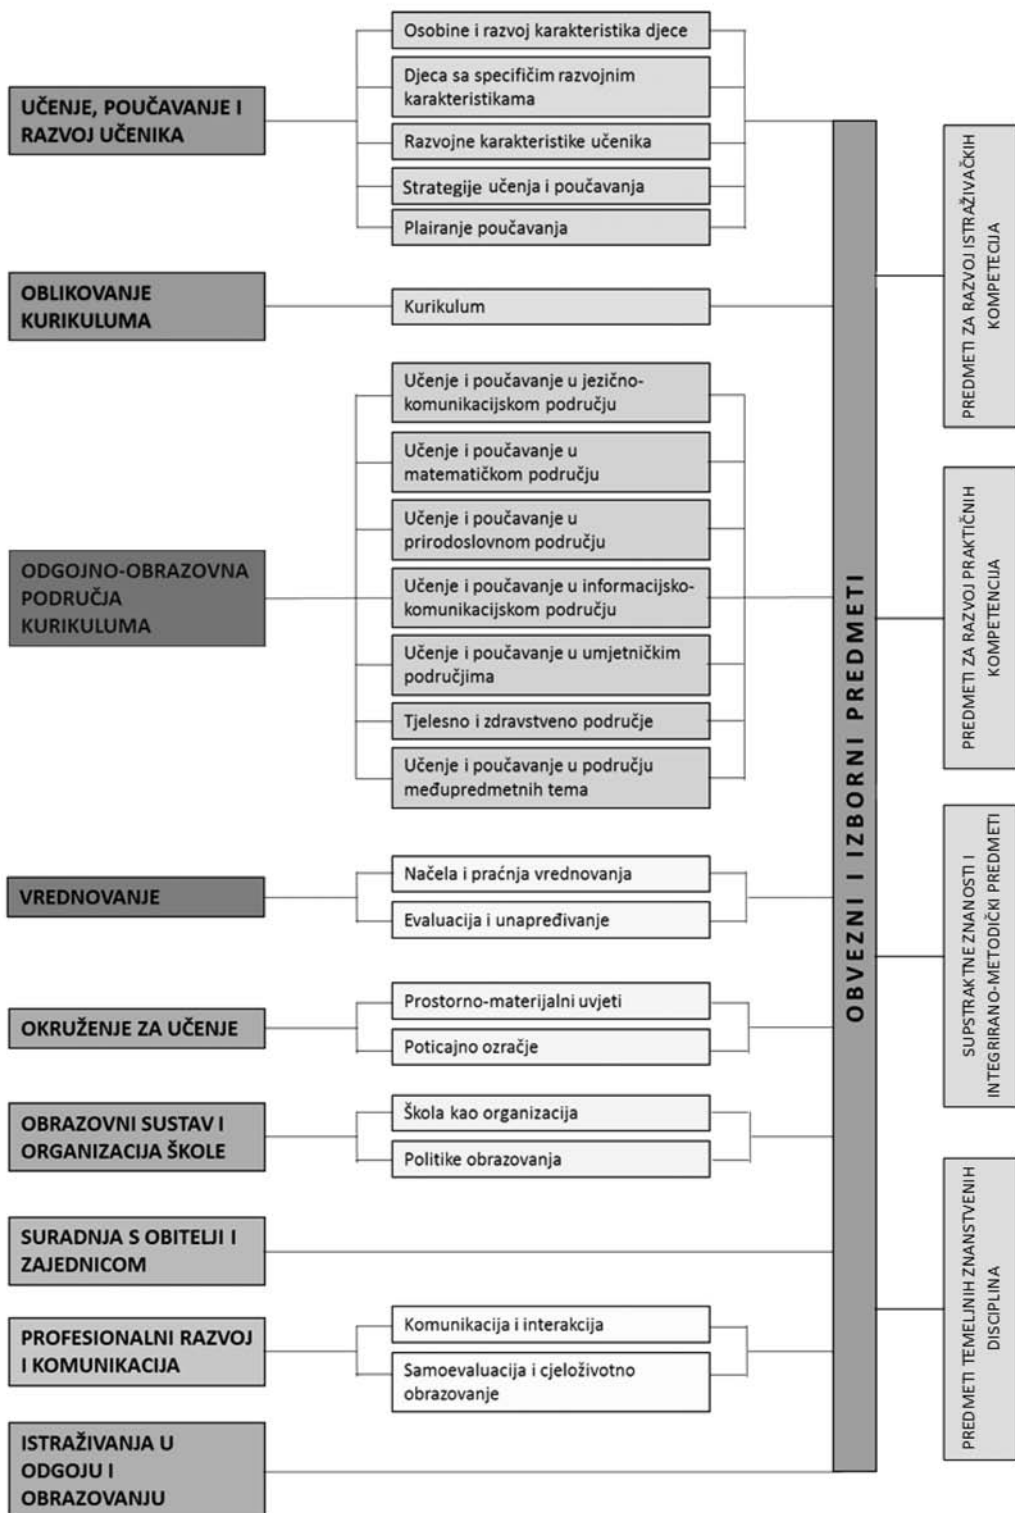 UČENJE, POUČAVANJE I
RAZVOJ UČENIKA
Osobine i razvoj karakteristika djece
Djeca sa specifičim razvojnim
karakteristikama
Razvojne karakteristike učenika
Strategije učenja i poučavanja
Plairanje poučavanja
OBLIKOVANJE
KURIKULUMA
Kurikulum
ODGOJNO-OBRAZOVNA
PODRUČJA
KURIKULUMA
Učenje i poučavanje u jezično-
komunikacijskom području
Učenje i poučavanje u
matematičkom području
Učenje i poučavanje u
prirodoslovnom području
Učenje i poučavanje u informacijsko-
komunikacijskom području
Učenje i poučavanje u umjetničkim
područjima
Tjelesno i zdravstveno područje
Učenje i poučavanje u području
međupredmetnih tema
VREDNOVANJE
Načela i praćnja vrednovanja
Evaluacija i unapređivanje
OKRUŽENJE ZA UČENJE
Prostorno-materijalni uvjeti
Poticajno ozračje
OBRAZOVNI SUSTAV I
ORGANIZACIJA ŠKOLE
Škola kao organizacija
Politike obrazovanja
SURADNJA S OBITELJI I
ZAJEDNICOM
PROFESIONALNI RAZVOJ
I KOMUNIKACIJA
Komunikacija i interakcija
Samoevaluacija i cjeloživotno
obrazovanje
ISTRAŽIVANJA U
ODGOJU I
OBRAZOVANJU
OBVEZNI I IZBORNI PREDMETI
PREDMETI ZA RAZVOJ ISTRAŽIVAČKIH
KOMPETECIJA
PREDMETI ZA RAZVOJ PRAKTIČNIH
KOMPETENCIJA
SUPSTRAKTNE ZNANOSTI I
INTEGRIRANO-METODIČKI PREDMETI
PREDMETI TEMELJNIH ZNANSTVENIH
DISCIPLINA